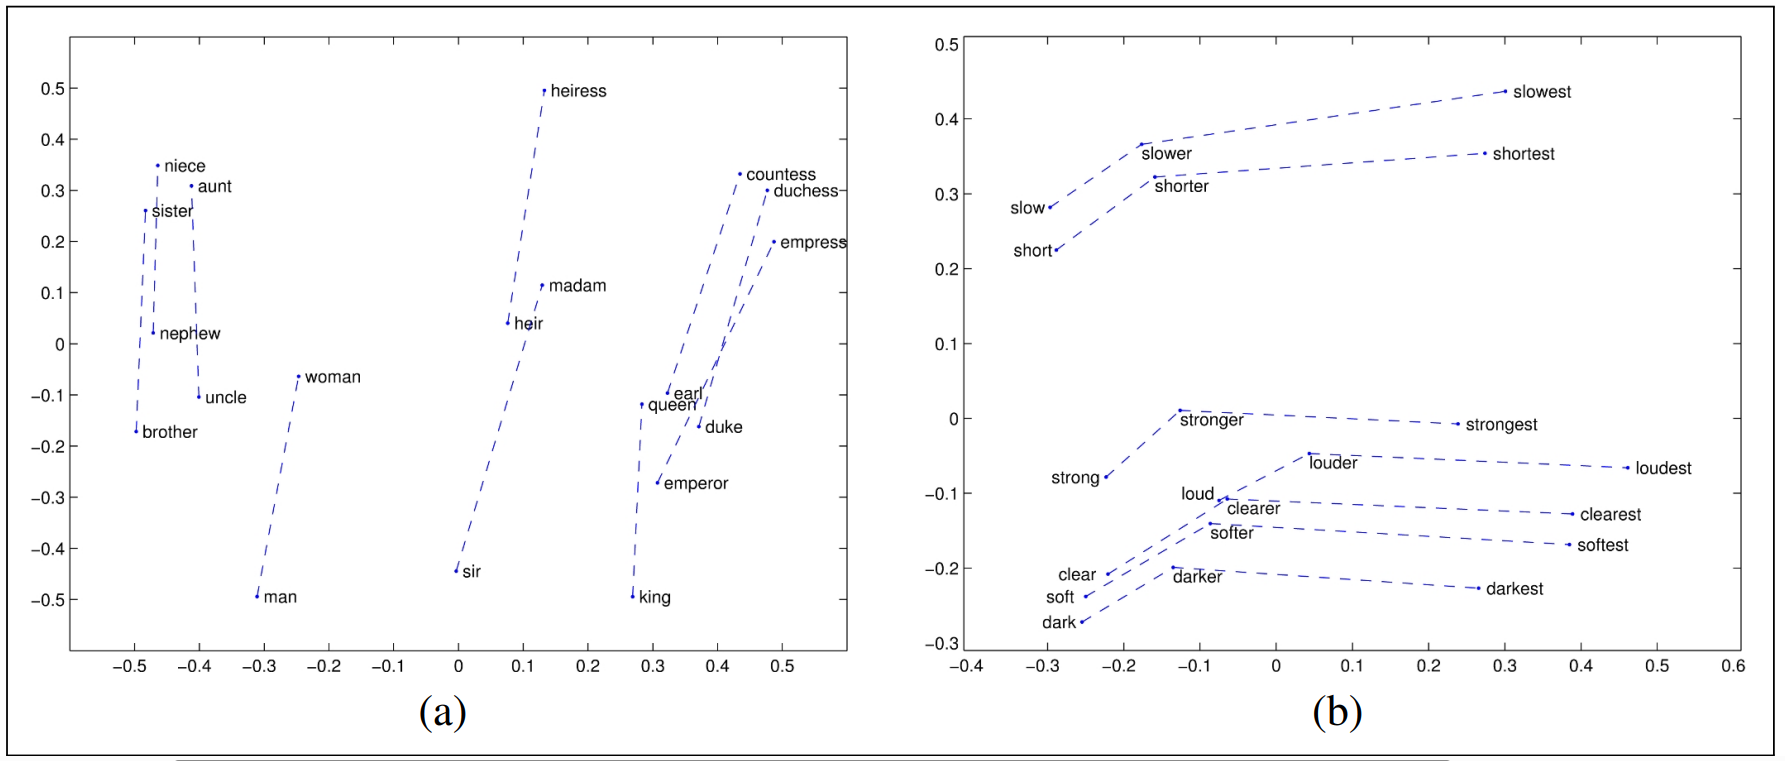 0.5
0.4
0.3
0.2
0.1
0
−0.1
−0.2
−0.3
−0.4
−0.5
heiress
niece
aunt
sister
countess
duchess
empress
madam
heir
nephew
woman
uncle
earl
queen
brother
duke
emperor
sir
man
king
−0.5 −0.4 −0.3 −0.2 −0.1 0 0.1 0.2 0.3 0.4 0.5
(a)
0.5
0.4
0.3
0.2
0.1
0
−0.1
−0.2
−0.3
slowest
slower
shortest
shorter
slow
short
stronger
strongest
louder
loudest
strong
loud
clearer
clearest
softer
softest
clear
darker
darkest
soft
dark
−0.4 −0.3 −0.2 −0.1 0 0.1 0.2 0.3 0.4 0.5 0.6
(b)